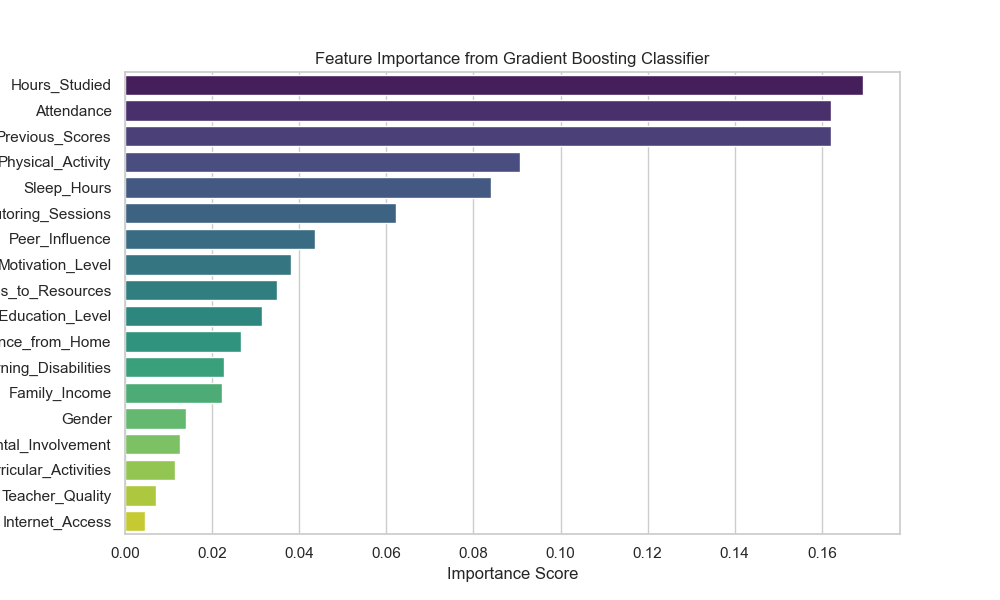 Feature Importance from Gradient Boosting Classifier
Hours_Studied
Attendance
Previous_Scores
Physical_Activity
Sleep_Hours
toring_Sessions
Peer_Influence
Motivation_Level
s_to_Resources
Education_Level
nce_from_Home
ning_Disabilities
Family_Income
Gender
ntal_Involvement
ricular_Activities
Teacher_Quality
Internet_Access
0.00 0.02 0.04 0.06 0.08 0.10 0.12 0.14 0.16
Importance Score